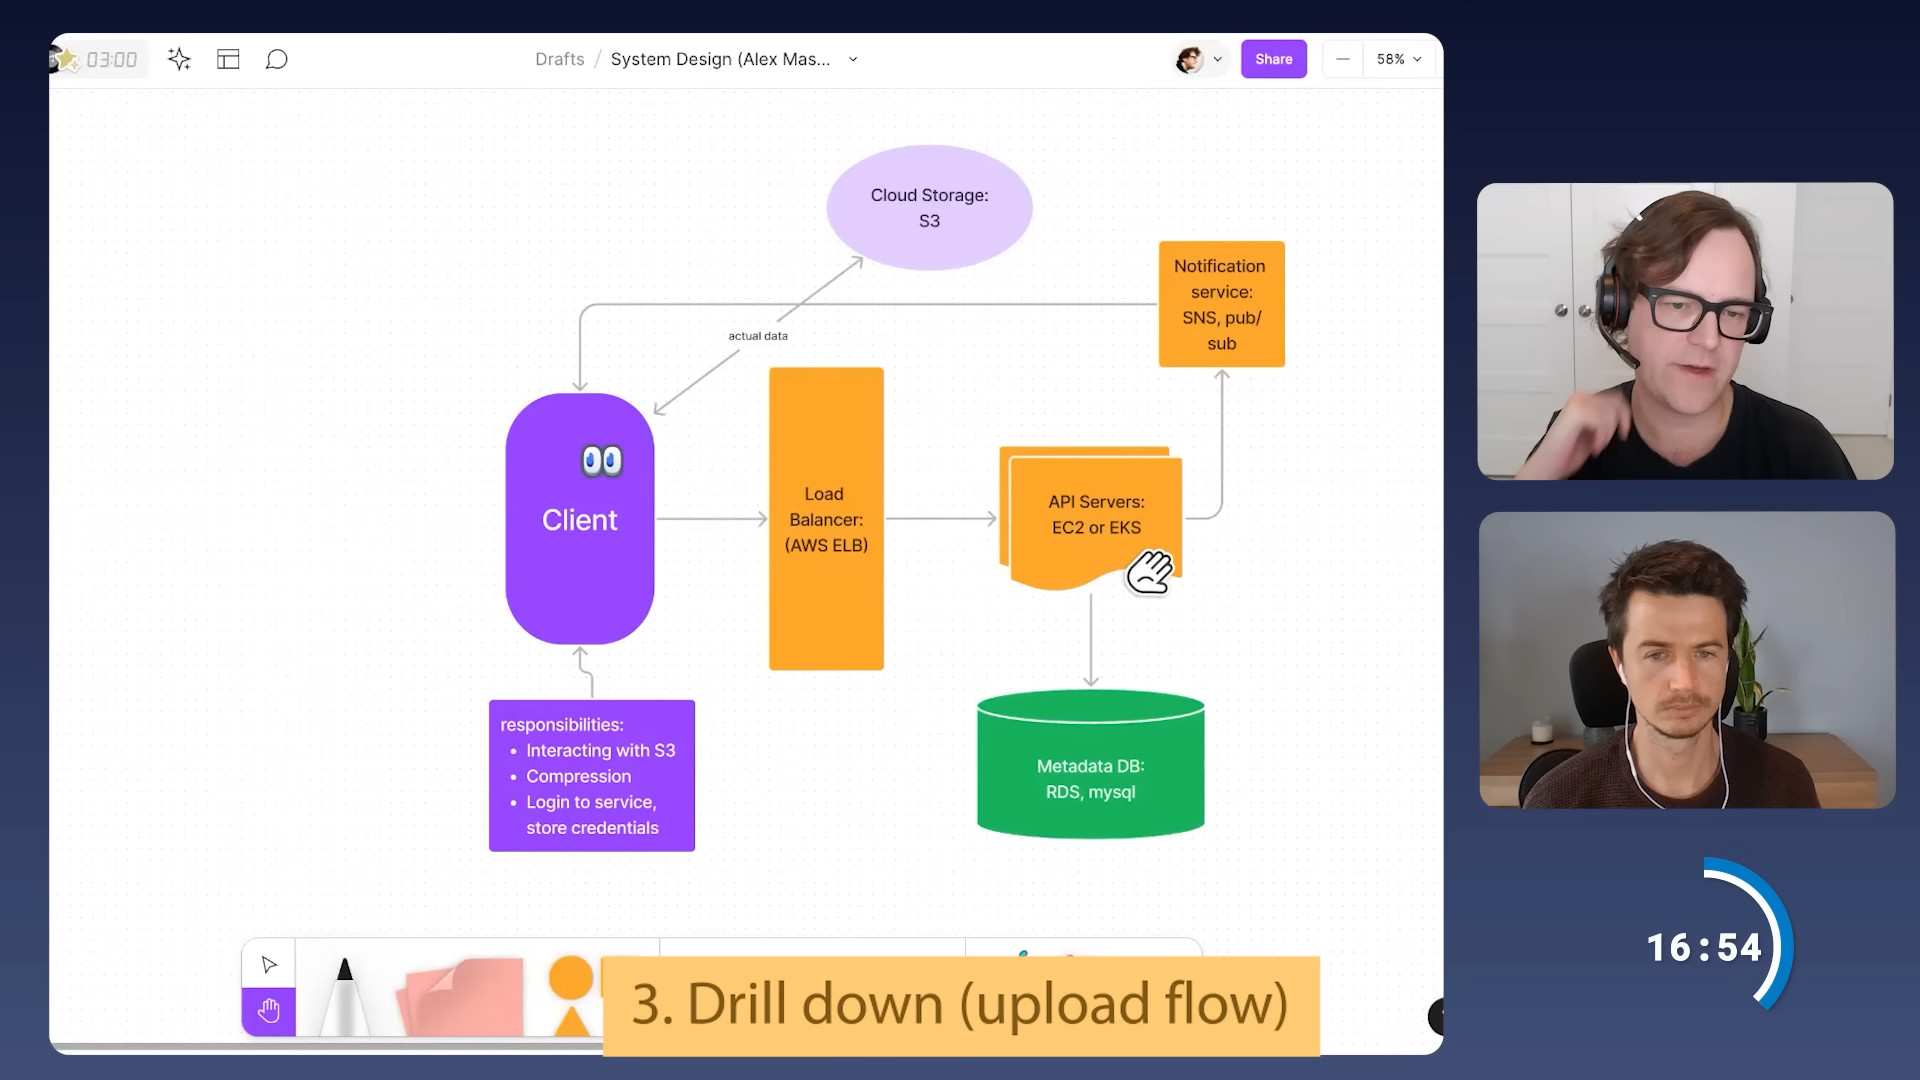 03:00
Drafts / System Design (Alex Mas...
Share
58%
Cloud Storage:
S3
Notification
service:
SNS, pub/
sub
actual data
Client
Load
Balancer:
(AWS ELB)
API Servers:
EC2 or EKS
responsibilities:
• Interacting with S3
• Compression
• Login to service,
store credentials
Metadata DB:
RDS, mysql
16:54
3. Drill down (upload flow)